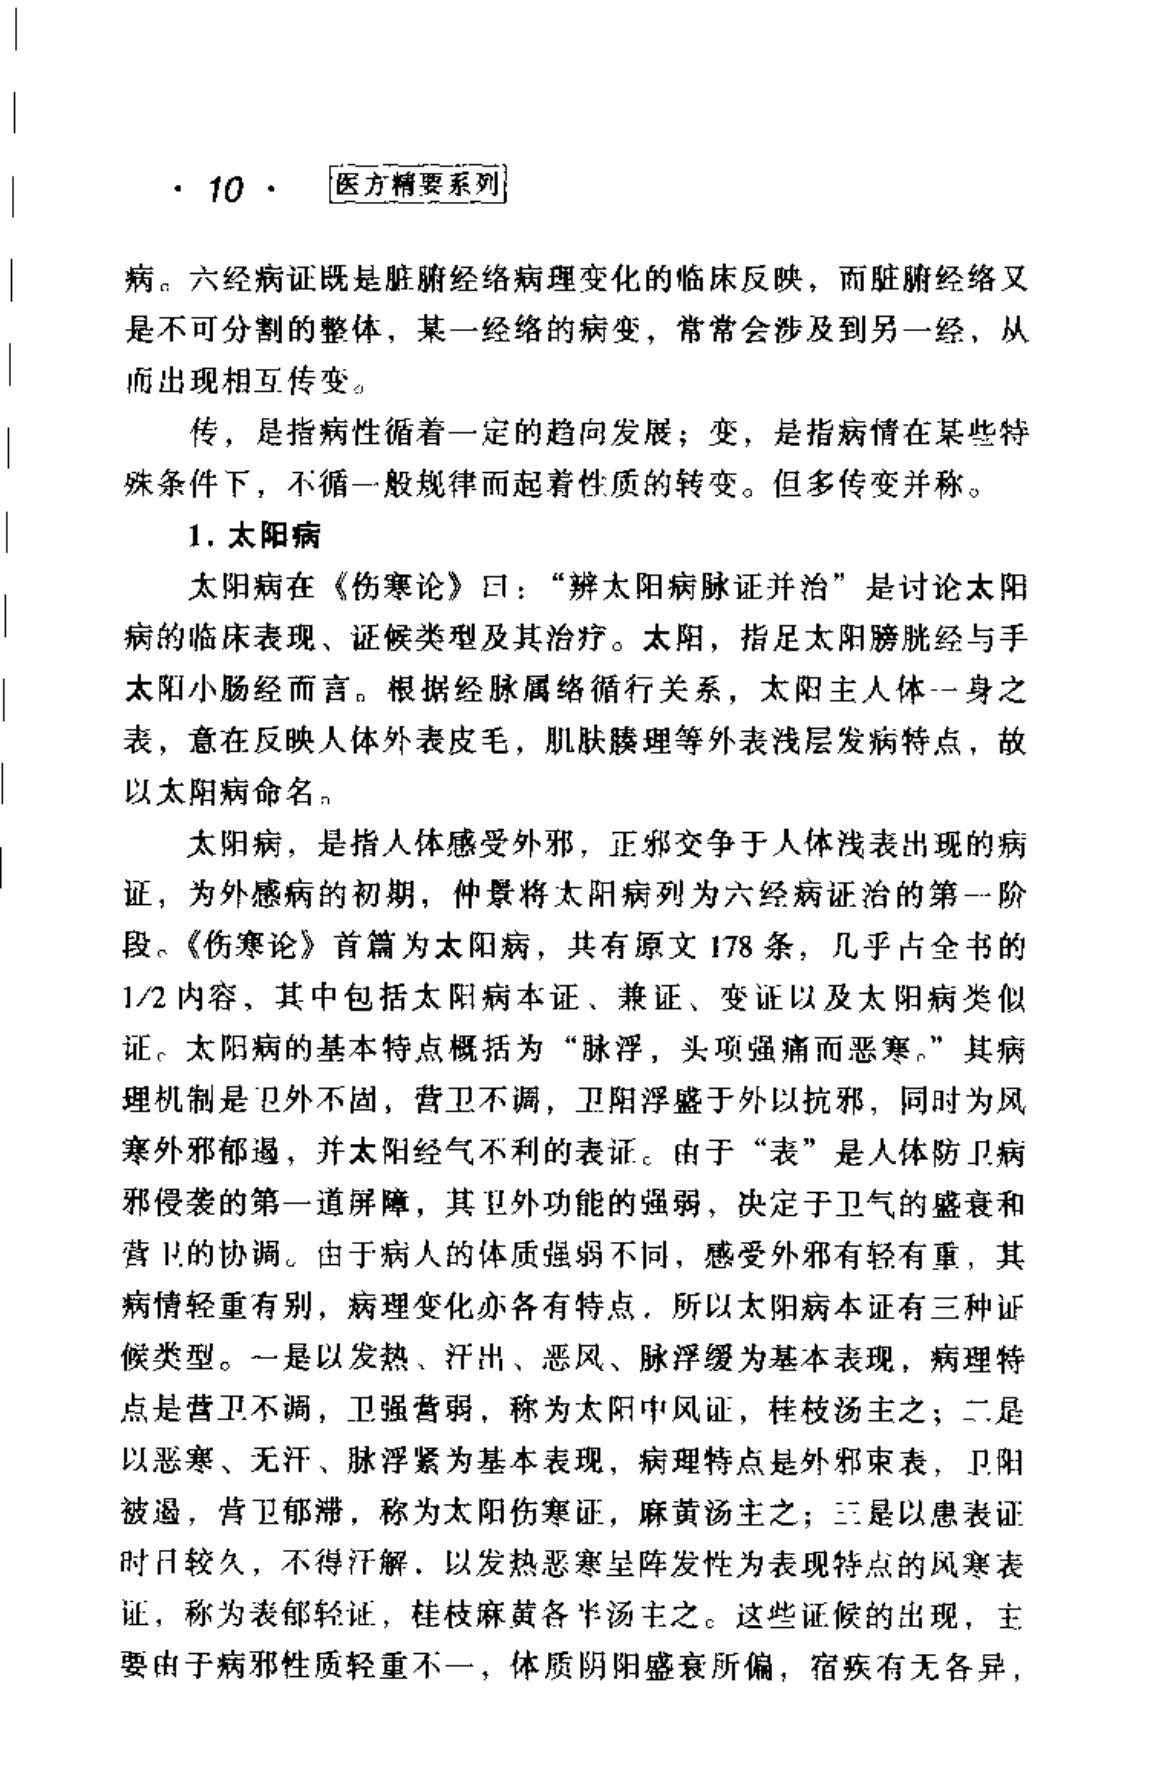 · 10 · 医方精要系列
病。六经病证既是脏腑经络病理变化的临床反映，而脏腑经络又
是不可分割的整体，某一经络的病变，常常会涉及到另一经，从
而出现相互传变。
传，是指病性循着一定的趋向发展；变，是指病情在某些特
殊条件下，不循一般规律而起着性质的转变。但多传变并称。
1. 太阳病
太阳病在《伤寒论》曰：“辨太阳病脉证并治”是讨论太阳
病的临床表现、证候类型及其治疗。太阳，指足太阳膀胱经与手
太阳小肠经而言。根据经脉属络循行关系，太阳主人体一身之
表，意在反映人体外表皮毛，肌肤腠理等外表浅层发病特点，故
以太阳病命名。
太阳病，是指人体感受外邪，正邪交争于人体浅表出现的病
证，为外感病的初期，仲景将太阳病列为六经病证治的第一阶
段。《伤寒论》首篇为太阳病，共有原文 178 条，几乎占全书的
1/2 内容，其中包括太阳病本证、兼证、变证以及太阳病类似
证。太阳病的基本特点概括为“脉浮，头项强痛而恶寒。”其病
理机制是卫外不固，营卫不调，卫阳浮盛于外以抗邪，同时为风
寒外邪郁遏，并太阳经气不利的表证。由于“表”是人体防卫病
邪侵袭的第一道屏障，其卫外功能的强弱，决定于卫气的盛衰和
营卫的协调。由于病人的体质强弱不同，感受外邪有轻有重，其
病情轻重有别，病理变化亦各有特点．所以太阳病本证有三种证
候类型。一是以发热、汗出、恶风、脉浮缓为基本表现，病理特
点是营卫不调，卫强营弱，称为太阳中风证，桂枝汤主之；二是
以恶寒、无汗、脉浮紧为基本表现，病理特点是外邪束表，卫阳
被遏，营卫郁滞，称为太阳伤寒证，麻黄汤主之；三是以患表证
时日较久，不得汗解．以发热恶寒呈阵发性为表现特点的风寒表
证，称为表郁轻证，桂枝麻黄各半汤主之。这些证候的出现，主
要由于病邪性质轻重不一，体质阴阳盛衰所偏，宿疾有无各异，